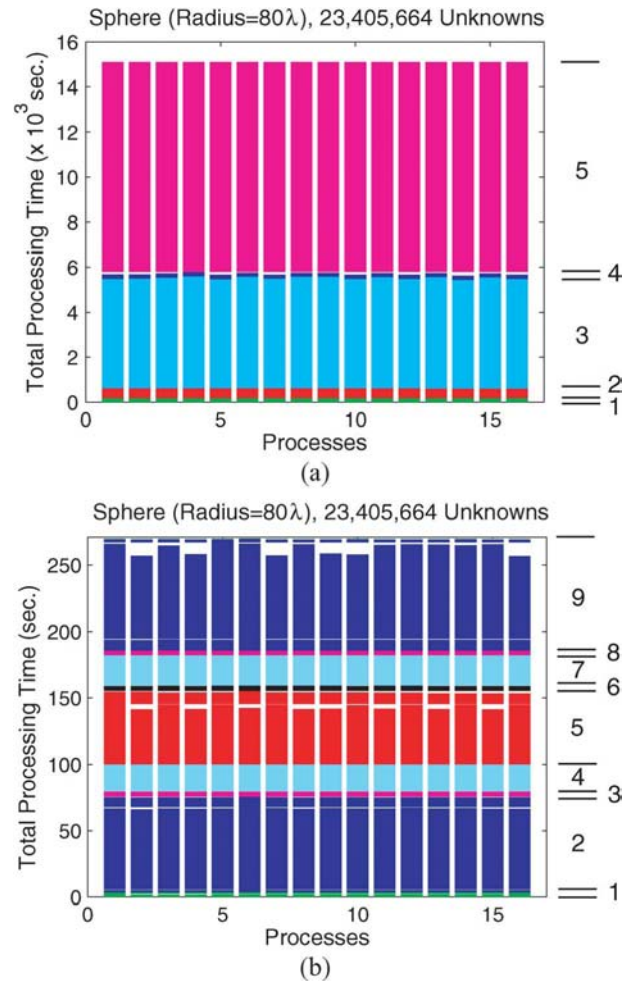 Sphere (Radius=80λ), 23,405,664 Unknowns
Total Processing Time (x 10³ sec.)
16
14
12
10
8
6
4
2
0
0 5 10 15
Processes
5
4
3
2
1
(a)
Sphere (Radius=80λ), 23,405,664 Unknowns
Total Processing Time (sec.)
250
200
150
100
50
0
0 5 10 15
Processes
9
8
7
6
5
4
3
2
1
(b)